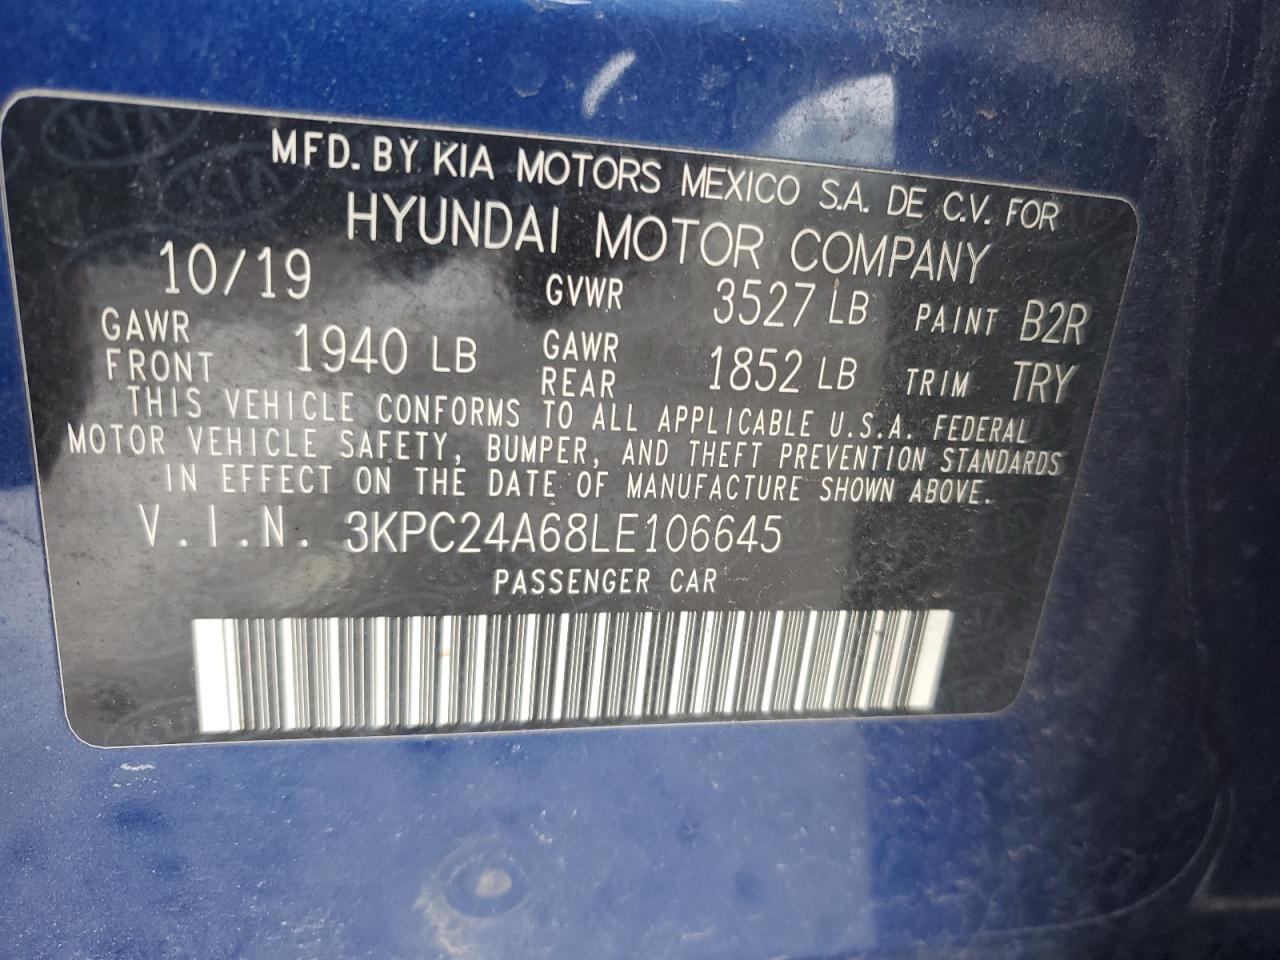 MFD. BY KIA MOTORS MEXICO S.A. DE C.V. FOR
HYUNDAI MOTOR COMPANY
10/19 GVWR 3527 LB PAINT B2R
GAWR FRONT 1940 LB GAWR REAR 1852 LB TRIM TRY
THIS VEHICLE CONFORMS TO ALL APPLICABLE U.S.A. FEDERAL
MOTOR VEHICLE SAFETY, BUMPER, AND THEFT PREVENTION STANDARDS
IN EFFECT ON THE DATE OF MANUFACTURE SHOWN ABOVE.
V.I.N. 3KPC24A68LE106645
PASSENGER CAR